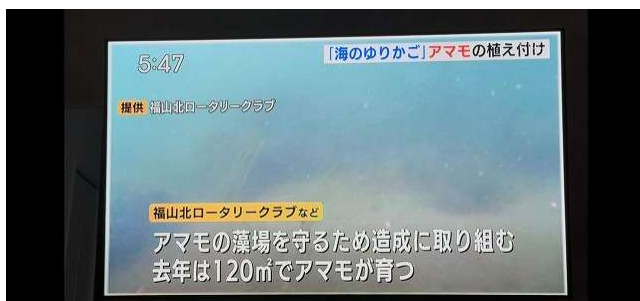 5:47
「海のゆりかご」アマモの植え付け
提供 福山北ロータリークラブ
福山北ロータリークラブなど
アマモの藻場を守るため造成に取り組む
去年は120㎡でアマモが育つ